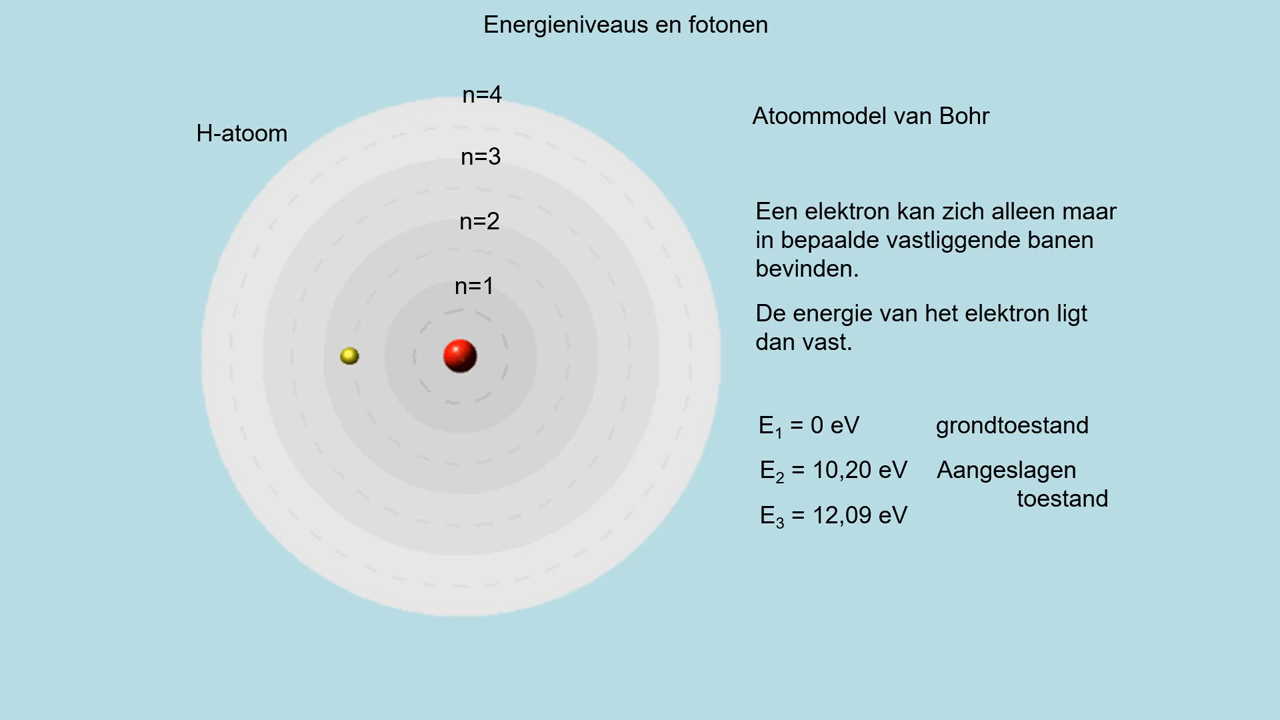 Energieniveaus en fotonen
n=4
H-atoom
n=3
n=2
n=1
Atoommodel van Bohr
Een elektron kan zich alleen maar
in bepaalde vastliggende banen
bevinden.
De energie van het elektron ligt
dan vast.
E₁ = 0 eV grondtoestand
E₂ = 10,20 eV Aangeslagen
toestand
E₃ = 12,09 eV